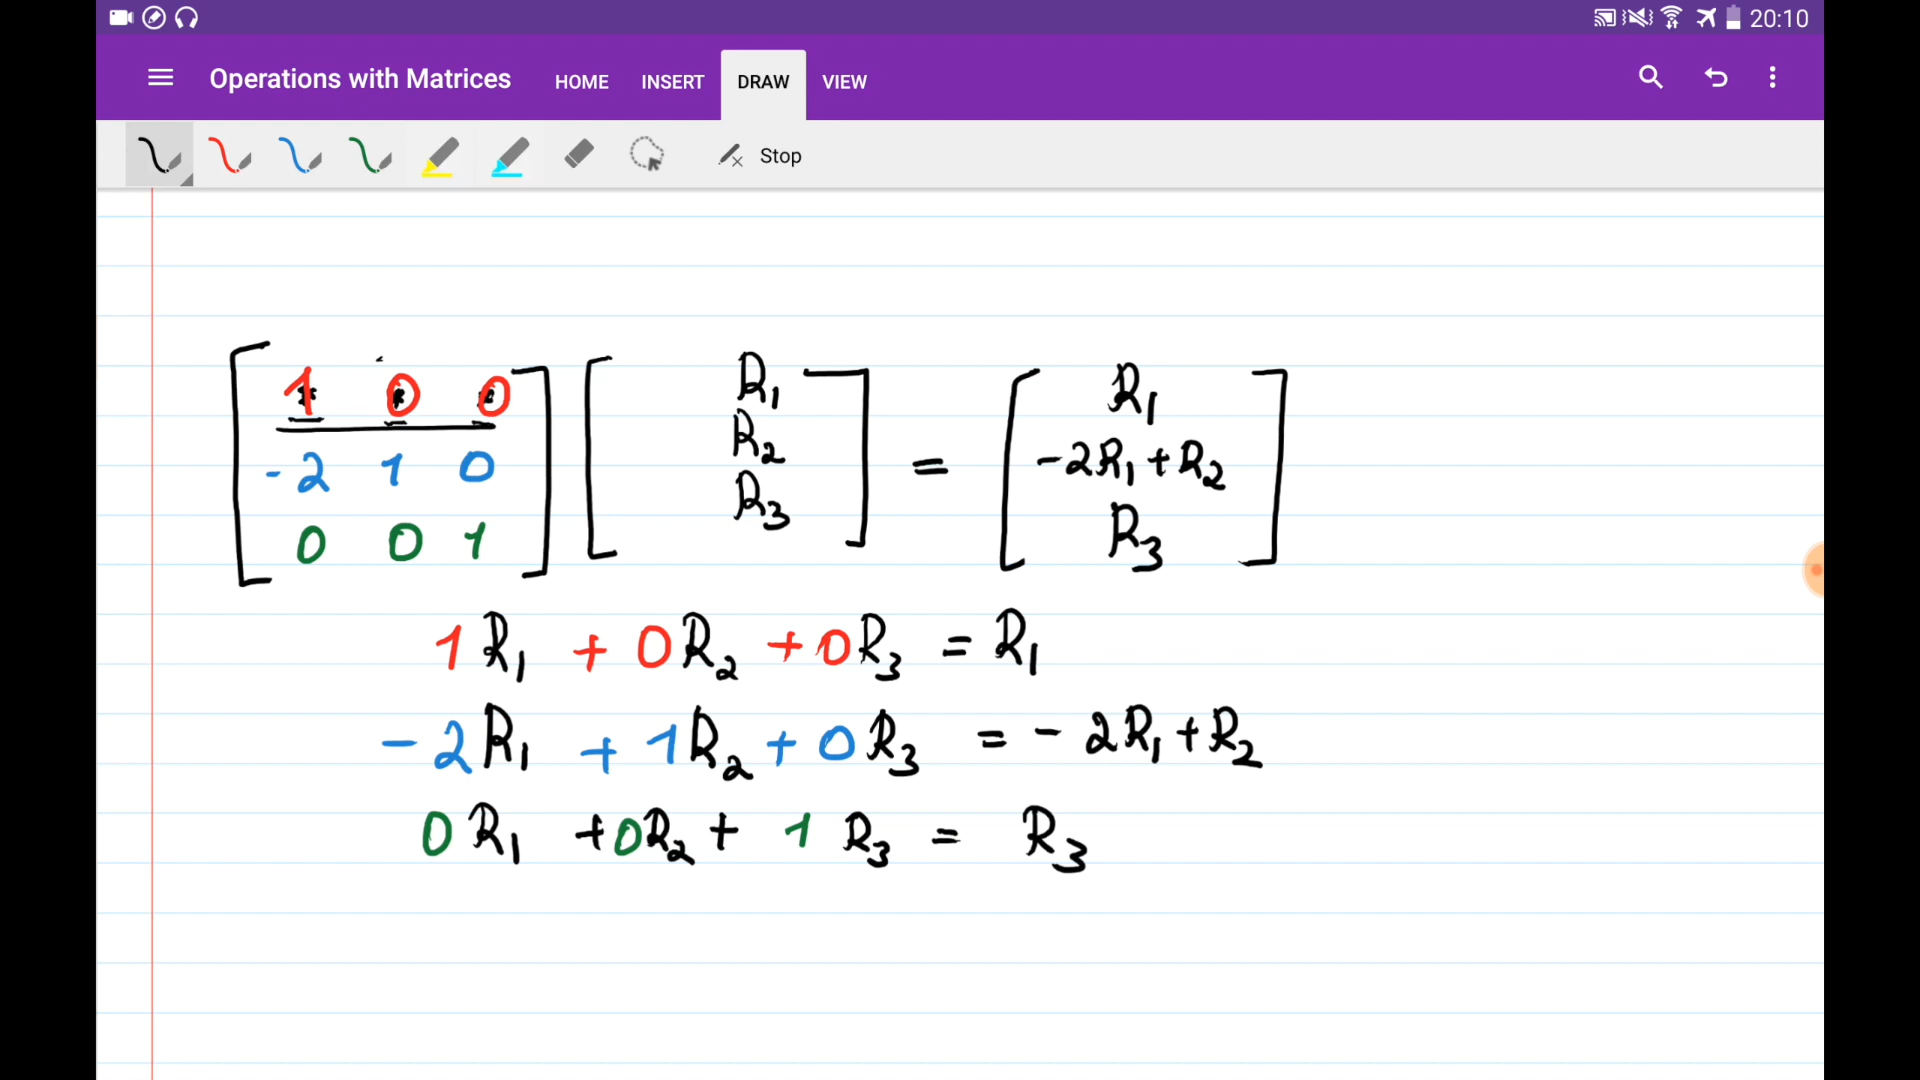 20:10
Operations with Matrices HOME INSERT DRAW VIEW
Stop
1 0 0 R₁ R₁
-2 1 0 R₂ = -2R₁ + R₂
0 0 1 R₃ R₃
1R₁ + 0R₂ + 0R₃ = R₁
-2R₁ + 1R₂ + 0R₃ = -2R₁ + R₂
0R₁ + 0R₂ + 1R₃ = R₃